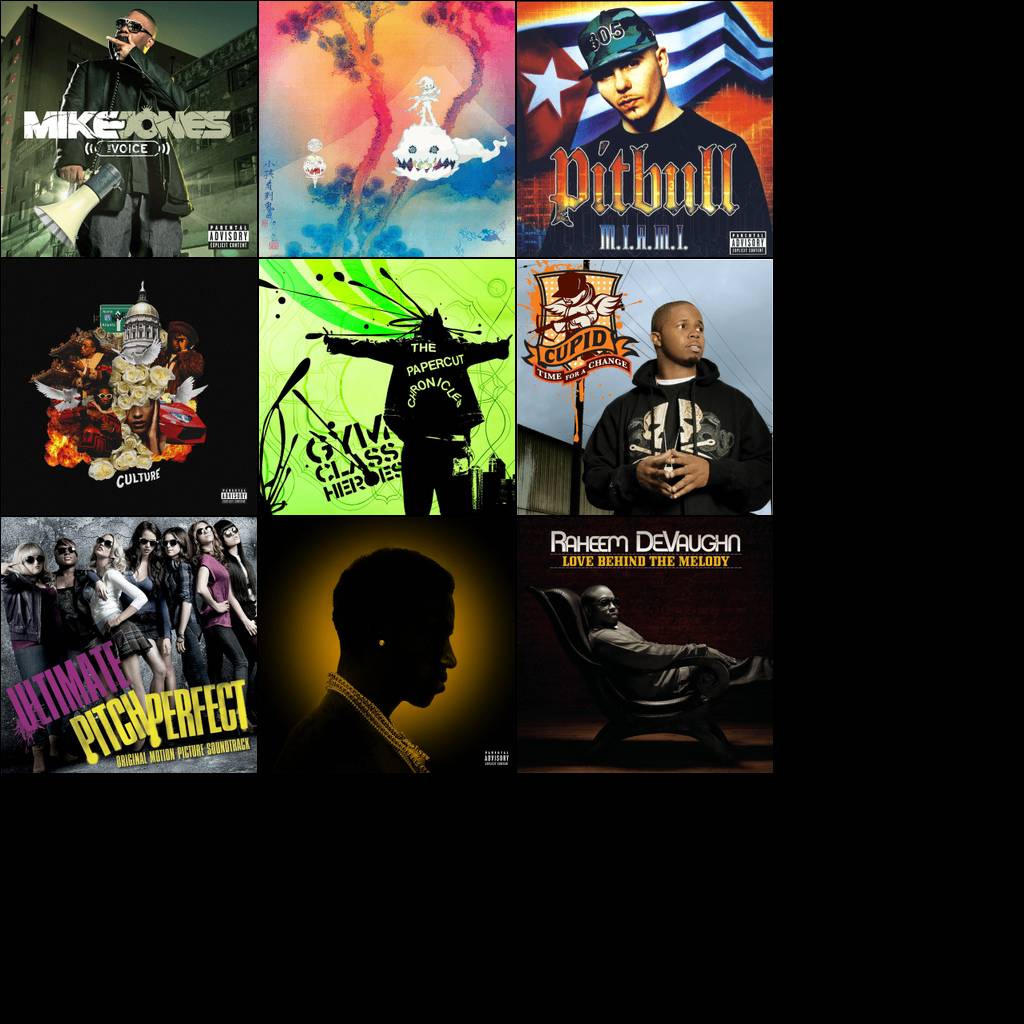 MIKE JONES
THE VOICE
PARENTAL
ADVISORY
EXPLICIT CONTENT
305
Pitbull
M.I.A.M.I.
PARENTAL
ADVISORY
EXPLICIT CONTENT
CULTURE
PARENTAL
ADVISORY
EXPLICIT CONTENT
THE
PAPERCUT
CHRONICLES
GYM
CLASS
HEROES
CUPID
TIME FOR A CHANGE
ULTIMATE
PITCH PERFECT
ORIGINAL MOTION PICTURE SOUNDTRACK
PARENTAL
ADVISORY
EXPLICIT CONTENT
RAHEEM DEVAUGHN
LOVE BEHIND THE MELODY